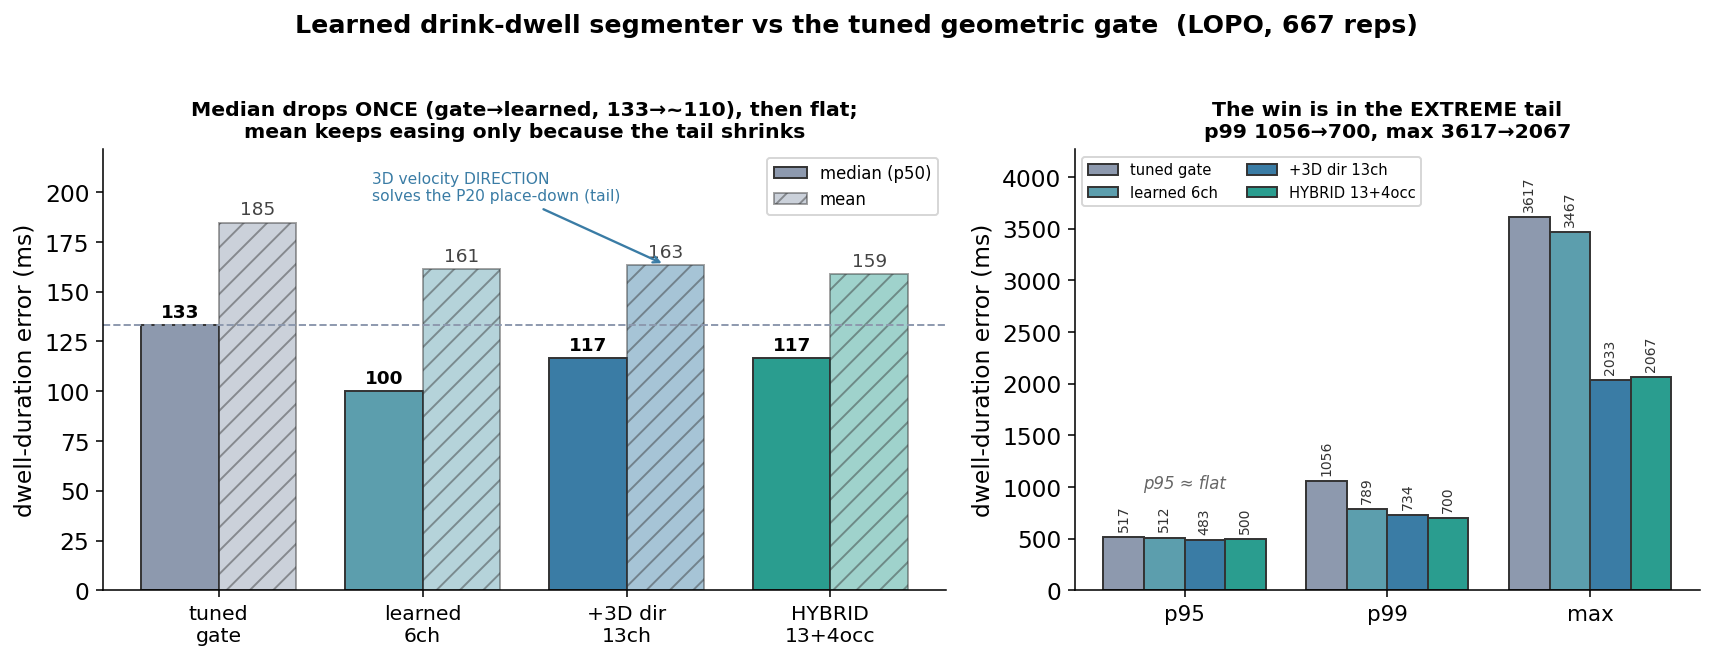 Learned drink-dwell segmenter vs the tuned geometric gate (LOPO, 667 reps)
Median drops ONCE (gate→learned, 133→~110), then flat;
mean keeps easing only because the tail shrinks
dwell-duration error (ms)
200
175
150
125
100
75
50
25
0
3D velocity DIRECTION
solves the P20 place-down (tail)
median (p50)
mean
133
185
100
161
117
163
117
159
tuned
gate
learned
6ch
+3D dir
13ch
HYBRID
13+4occ
The win is in the EXTREME tail
p99 1056→700, max 3617→2067
dwell-duration error (ms)
4000
3500
3000
2500
2000
1500
1000
500
0
tuned gate
learned 6ch
+3D dir 13ch
HYBRID 13+4occ
p95 ≈ flat
517
512
483
500
1056
789
734
700
3617
3467
2033
2067
p95
p99
max